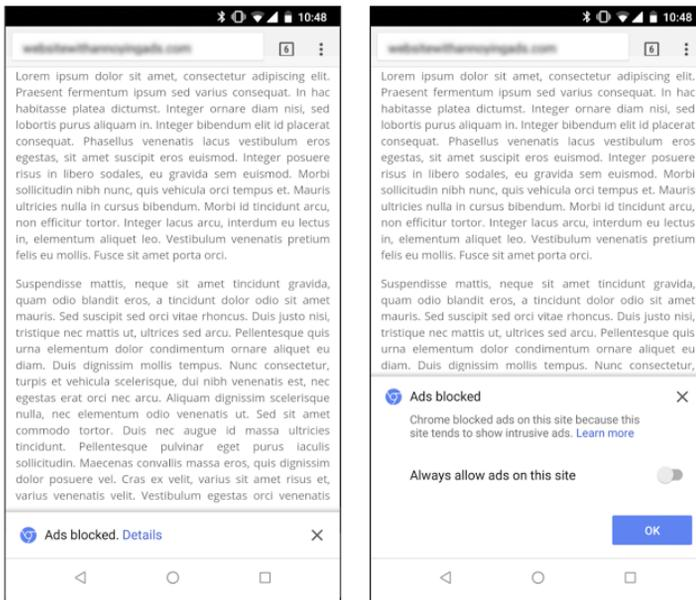 10:48
6
Lorem ipsum dolor sit amet, consectetur adipiscing elit.
Praesent fermentum ipsum sed varius consequat. In hac
habitasse platea dictumst. Integer ornare diam nisi, sed
lobortis purus aliquam in. Integer bibendum elit id placerat
consequat. Phasellus venenatis lacus vestibulum eros
egestas, sit amet suscipit eros euismod. Integer posuere
risus in libero sodales, eu gravida sem euismod. Morbi
sollicitudin nibh nunc, quis vehicula orci tempus et. Mauris
ultricies nulla in cursus bibendum. Morbi id tincidunt arcu,
non efficitur tortor. Integer lacus arcu, interdum eu lectus
in, elementum aliquet leo. Vestibulum venenatis pretium
felis eu mollis. Fusce sit amet porta orci.
Suspendisse mattis, neque sit amet tincidunt gravida,
quam odio blandit eros, a tincidunt dolor odio sit amet
mauris. Sed suscipit sed orci vitae rhoncus. Duis justo nisi,
tristique nec mattis ut, ultrices sed arcu. Pellentesque quis
urna elementum dolor condimentum ornare aliquet eu
diam. Duis dignissim mollis tempus. Nunc consectetur,
turpis et vehicula scelerisque, dui nibh venenatis est, nec
egestas erat orci nec arcu. Aliquam dignissim scelerisque
nulla, nec elementum odio venenatis ut. Sed sit amet
commodo tortor. Duis nec augue id massa ultricies
tincidunt. Pellentesque pulvinar eget purus iaculis
sollicitudin. Maecenas convallis massa eros, quis dignissim
dolor posuere vel. Cras ex velit, varius sit amet risus et,
varius venenatis velit. Vestibulum egestas orci venenatis
Ads blocked. Details
10:48
6
Lorem ipsum dolor sit amet, consectetur adipiscing elit.
Praesent fermentum ipsum sed varius consequat. In hac
habitasse platea dictumst. Integer ornare diam nisi, sed
lobortis purus aliquam in. Integer bibendum elit id placerat
consequat. Phasellus venenatis lacus vestibulum eros
egestas, sit amet suscipit eros euismod. Integer posuere
risus in libero sodales, eu gravida sem euismod. Morbi
sollicitudin nibh nunc, quis vehicula orci tempus et. Mauris
ultricies nulla in cursus bibendum. Morbi id tincidunt arcu,
non efficitur tortor. Integer lacus arcu, interdum eu lectus
in, elementum aliquet leo. Vestibulum venenatis pretium
felis eu mollis. Fusce sit amet porta orci.
Suspendisse mattis, neque sit amet tincidunt gravida,
quam odio blandit eros, a tincidunt dolor odio sit amet
mauris. Sed suscipit sed orci vitae rhoncus. Duis justo nisi,
tristique nec mattis ut, ultrices sed arcu. Pellentesque quis
urna elementum dolor condimentum ornare aliquet eu
diam. Duis dignissim mollis tempus. Nunc consectetur,
Ads blocked
Chrome blocked ads on this site because this
site tends to show intrusive ads. Learn more
Always allow ads on this site
OK